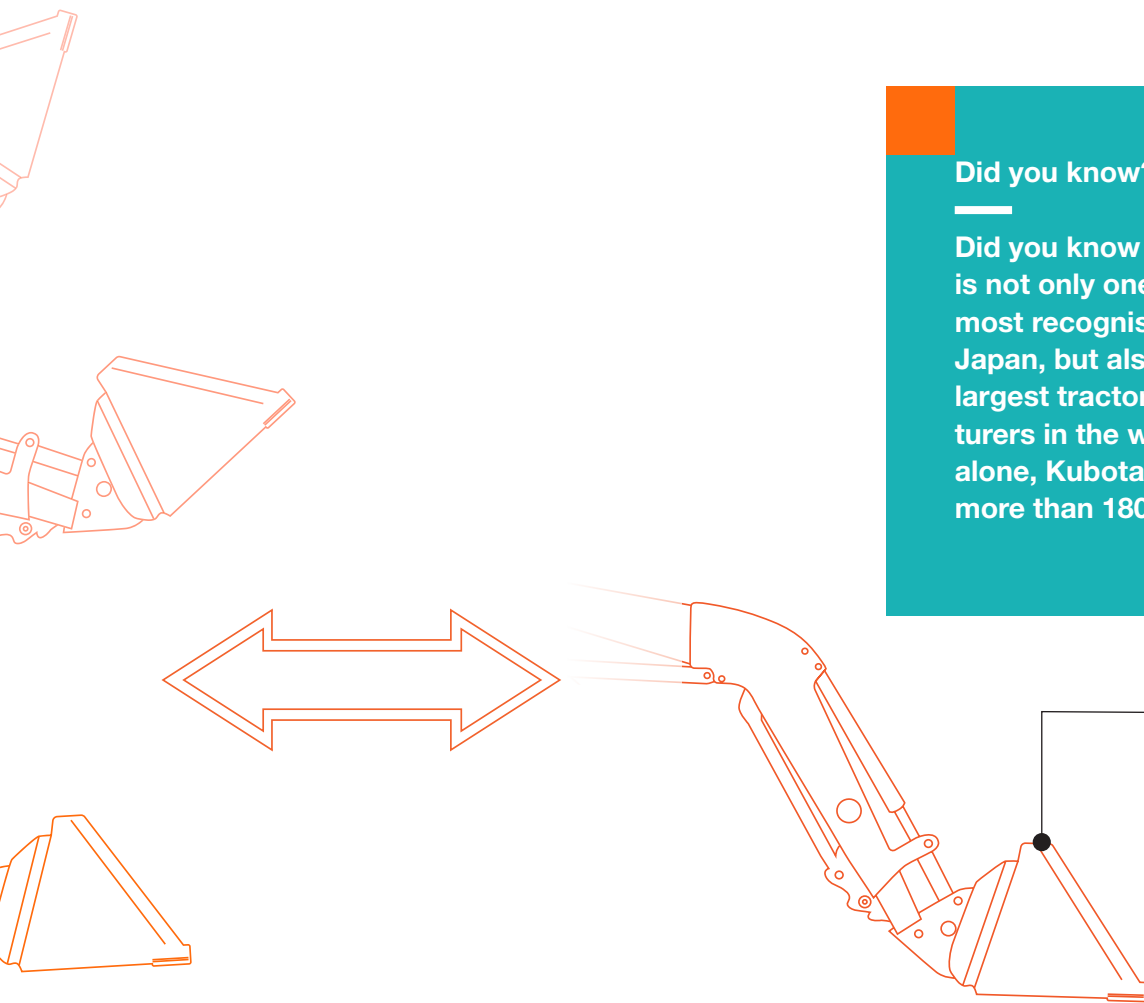 Did you know?
Did you know
is not only one
most recognis
Japan, but als
largest tractor
turers in the w
alone, Kubota
more than 180